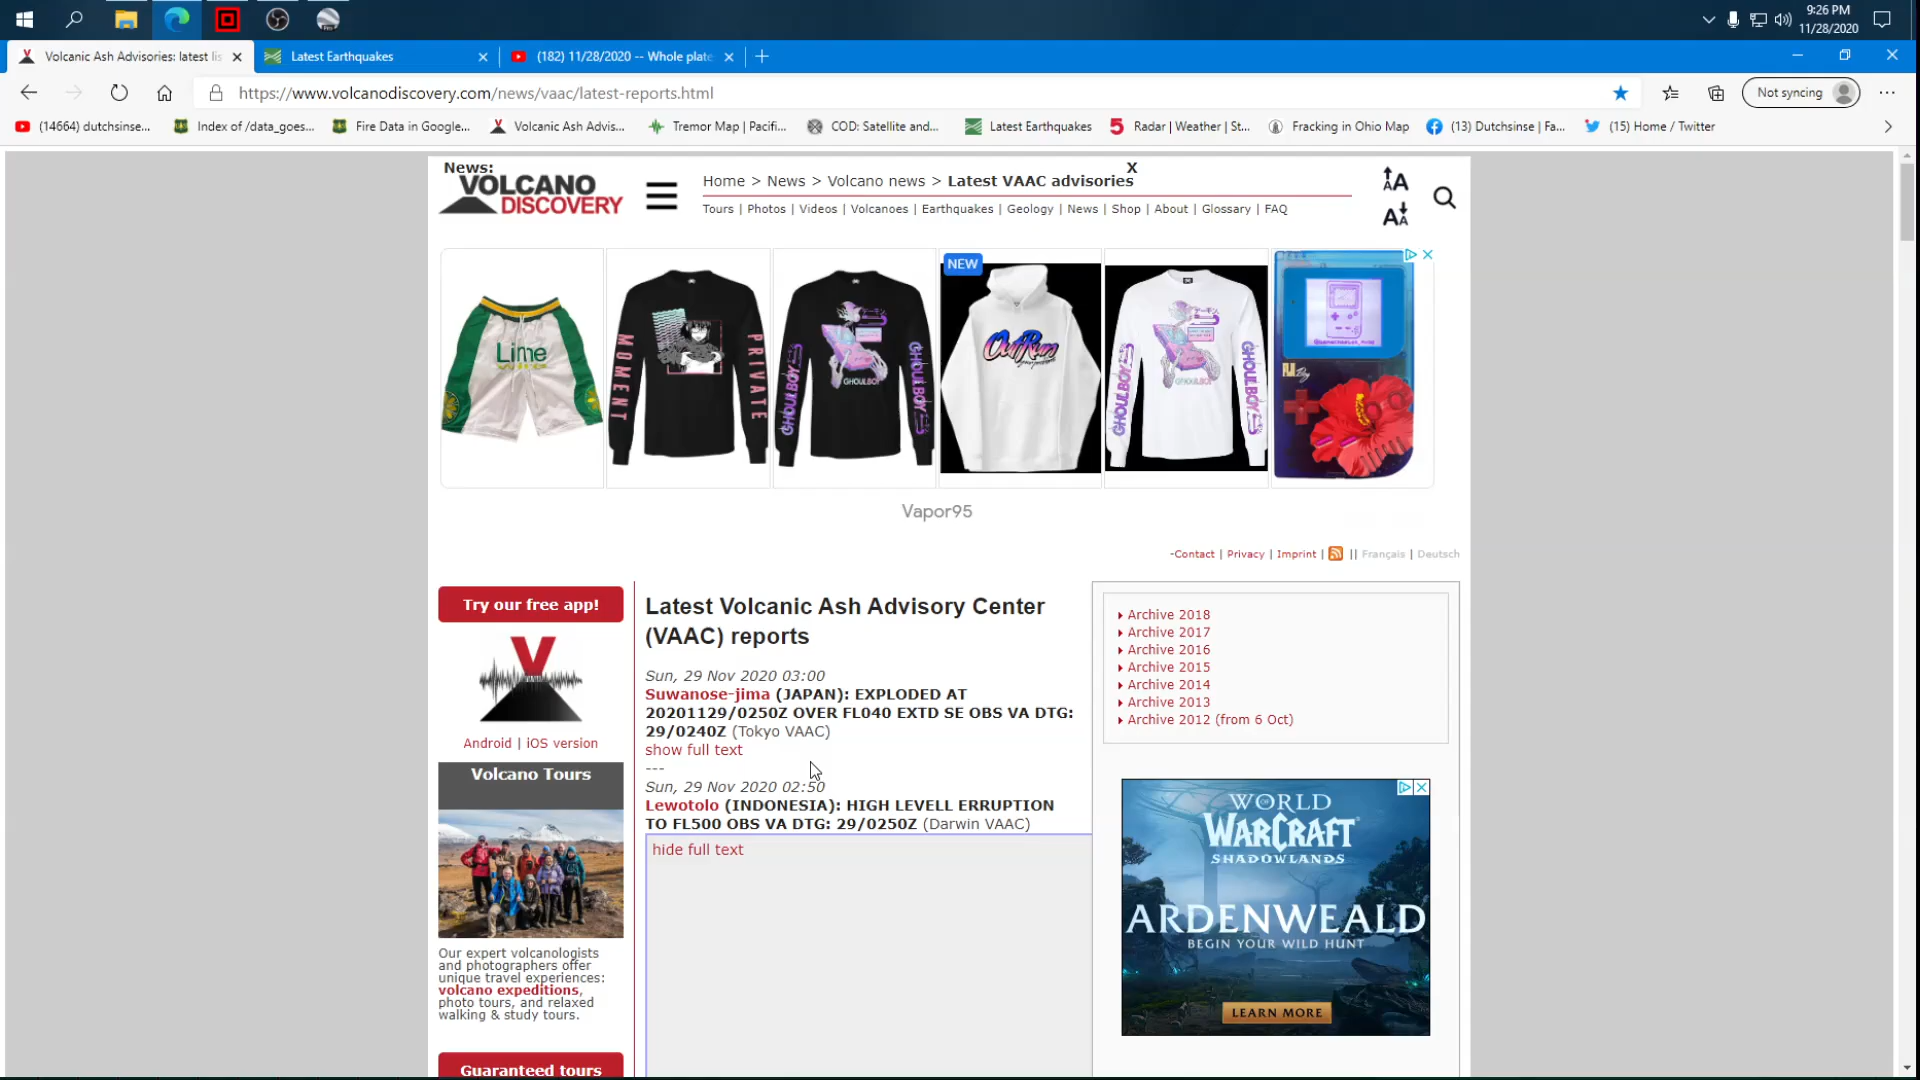 9:26 PM
11/28/2020
Volcanic Ash Advisories: latest lis
Latest Earthquakes
(182) 11/28/2020 -- Whole plate
https://www.volcanodiscovery.com/news/vaac/latest-reports.html
Not syncing
(14664) dutchsinse...
Index of /data_goes...
Fire Data in Google...
Volcanic Ash Advis...
Tremor Map | Pacifi...
COD: Satellite and...
Latest Earthquakes
Radar | Weather | St...
Fracking in Ohio Map
(13) Dutchsinse | Fa...
(15) Home / Twitter
News:
VOLCANO
DISCOVERY
Home > News > Volcano news > Latest VAAC advisories
X
Tours | Photos | Videos | Volcanoes | Earthquakes | Geology | News | Shop | About | Glossary | FAQ
Lime
MOMENT
PRIVATE
GHOULBOY
GHOULBOY
GHOULBOY
NEW
OutRun
GHOULBOY
GHOULBOY
GHOULBOY
Vapor95
-Contact | Privacy | Imprint | || Français | Deutsch
Try our free app!
Android | iOS version
Volcano Tours
Our expert volcanologists
and photographers offer
unique travel experiences:
volcano expeditions,
photo tours, and relaxed
walking & study tours.
Guaranteed tours
Latest Volcanic Ash Advisory Center
(VAAC) reports
Sun, 29 Nov 2020 03:00
Suwanose-jima (JAPAN): EXPLODED AT
20201129/0250Z OVER FL040 EXTD SE OBS VA DTG:
29/0240Z (Tokyo VAAC)
show full text
---
Sun, 29 Nov 2020 02:50
Lewotolo (INDONESIA): HIGH LEVELL ERRUPTION
TO FL500 OBS VA DTG: 29/0250Z (Darwin VAAC)
hide full text
Archive 2018
Archive 2017
Archive 2016
Archive 2015
Archive 2014
Archive 2013
Archive 2012 (from 6 Oct)
WORLD OF
WARCRAFT
SHADOWLANDS
ARDENWEALD
BEGIN YOUR WILD HUNT
LEARN MORE